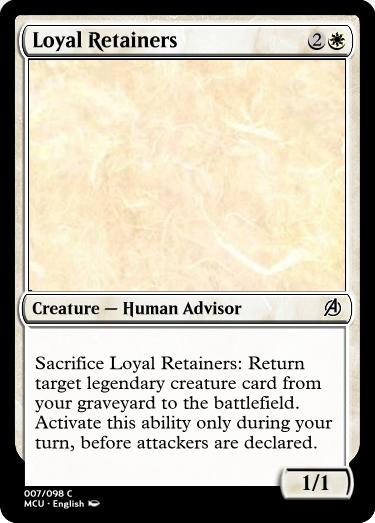 Loyal Retainers 2
Creature — Human Advisor
Sacrifice Loyal Retainers: Return
target legendary creature card from
your graveyard to the battlefield.
Activate this ability only during your
turn, before attackers are declared.
1/1
007/098 C
MCU • English